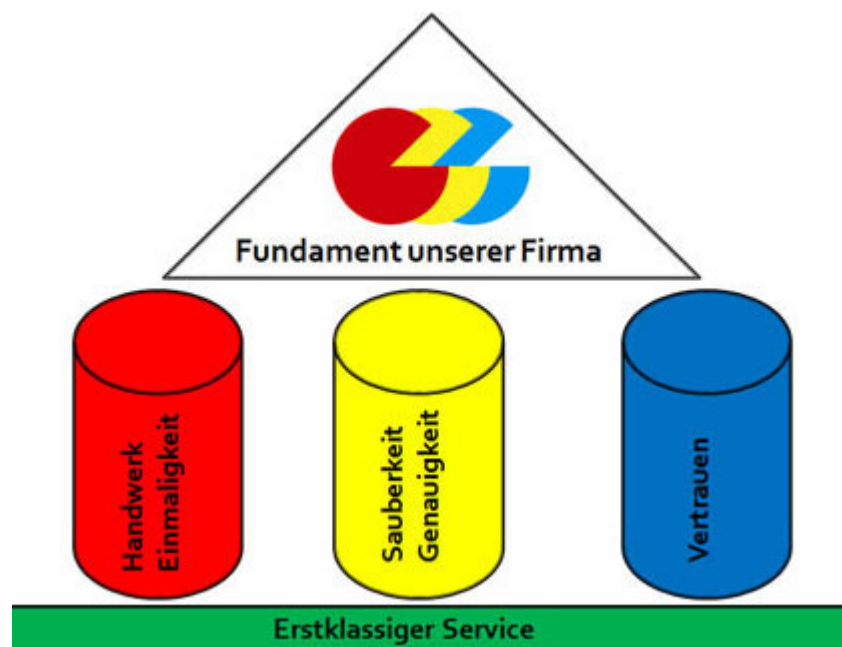 Fundament unserer Firma
Handwerk
Einmaligkeit
Sauberkeit
Genauigkeit
Vertrauen
Erstklassiger Service